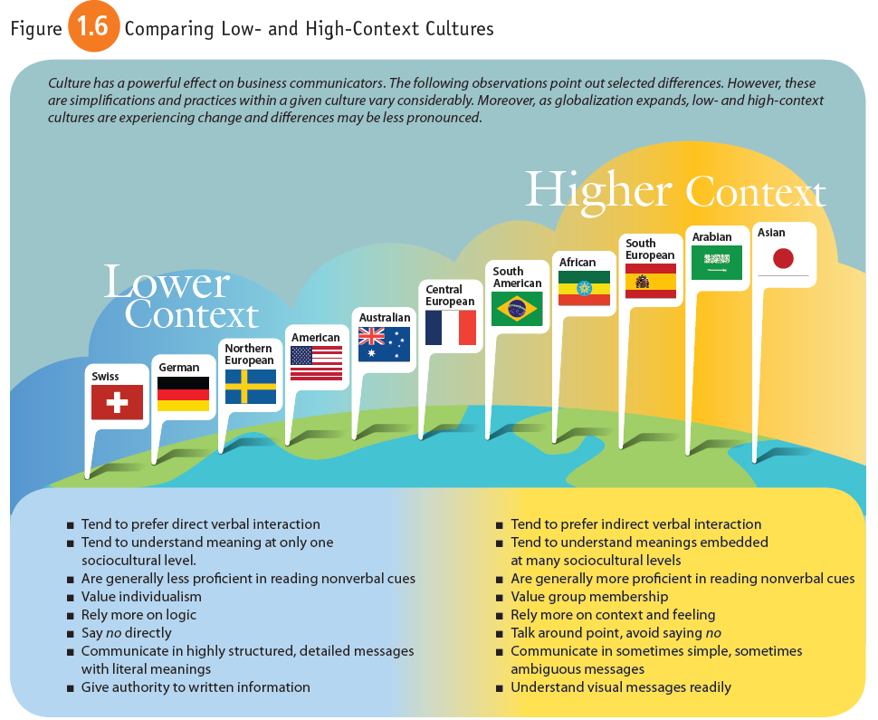 Figure 1.6 Comparing Low- and High-Context Cultures
Culture has a powerful effect on business communicators. The following observations point out selected differences. However, these
are simplifications and practices within a given culture vary considerably. Moreover, as globalization expands, low- and high-context
cultures are experiencing change and differences may be less pronounced.
Higher Context
Lower
Context
Swiss
German
Northern
European
American
Australian
Central
European
South
American
African
South
European
Arabian
Asian
■ Tend to prefer direct verbal interaction
■ Tend to understand meaning at only one
sociocultural level.
■ Are generally less proficient in reading nonverbal cues
■ Value individualism
■ Rely more on logic
■ Say no directly
■ Communicate in highly structured, detailed messages
with literal meanings
■ Give authority to written information
■ Tend to prefer indirect verbal interaction
■ Tend to understand meanings embedded
at many sociocultural levels
■ Are generally more proficient in reading nonverbal cues
■ Value group membership
■ Rely more on context and feeling
■ Talk around point, avoid saying no
■ Communicate in sometimes simple, sometimes
ambiguous messages
■ Understand visual messages readily